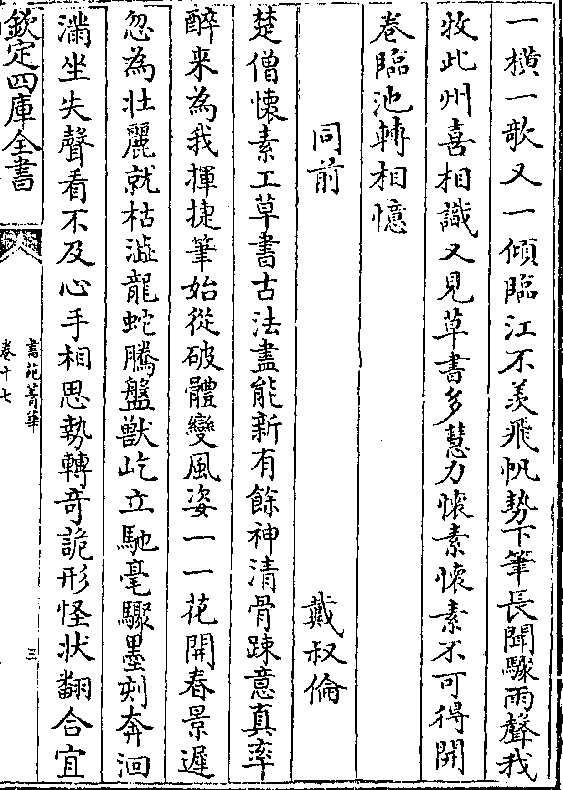 一橫一歌又一傾臨江不羨飛帆勢下筆長聞驟雨聲我
牧此州喜相識又見草書多慧力懷素懷素不可得開
卷臨池轉相憶
同前　戴叔倫
楚僧懷素工草書古法盡能新有餘神清骨踈意真率
醉来為我揮捷筆始從破體變風姿一一花開春景遲
忽為壯麗就枯澁龍蛇騰盤獸屹立馳毫驟墨剡奔泂
滿坐失聲看不及心手相思勢轉奇詭形怪状翻合宜
欽定四庫全書
書苑菁華
卷十七
三